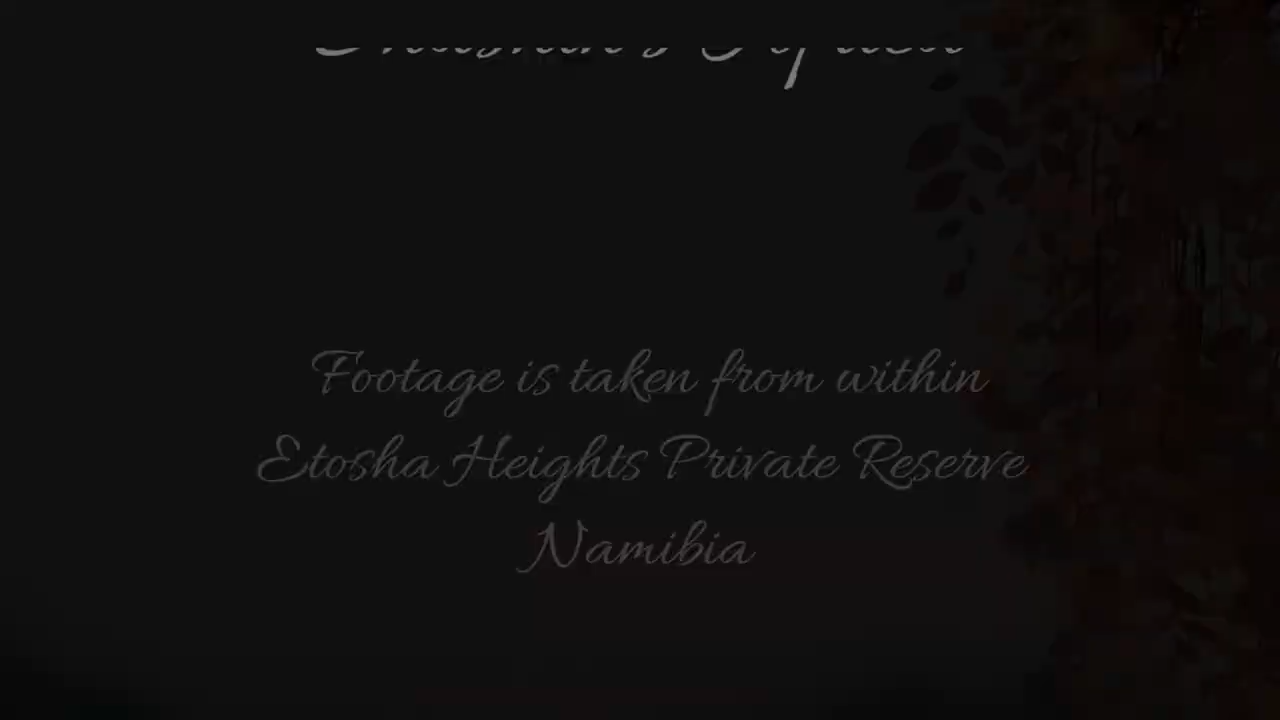 Footage is taken from within
Etosha Heights Private Reserve
Namibia